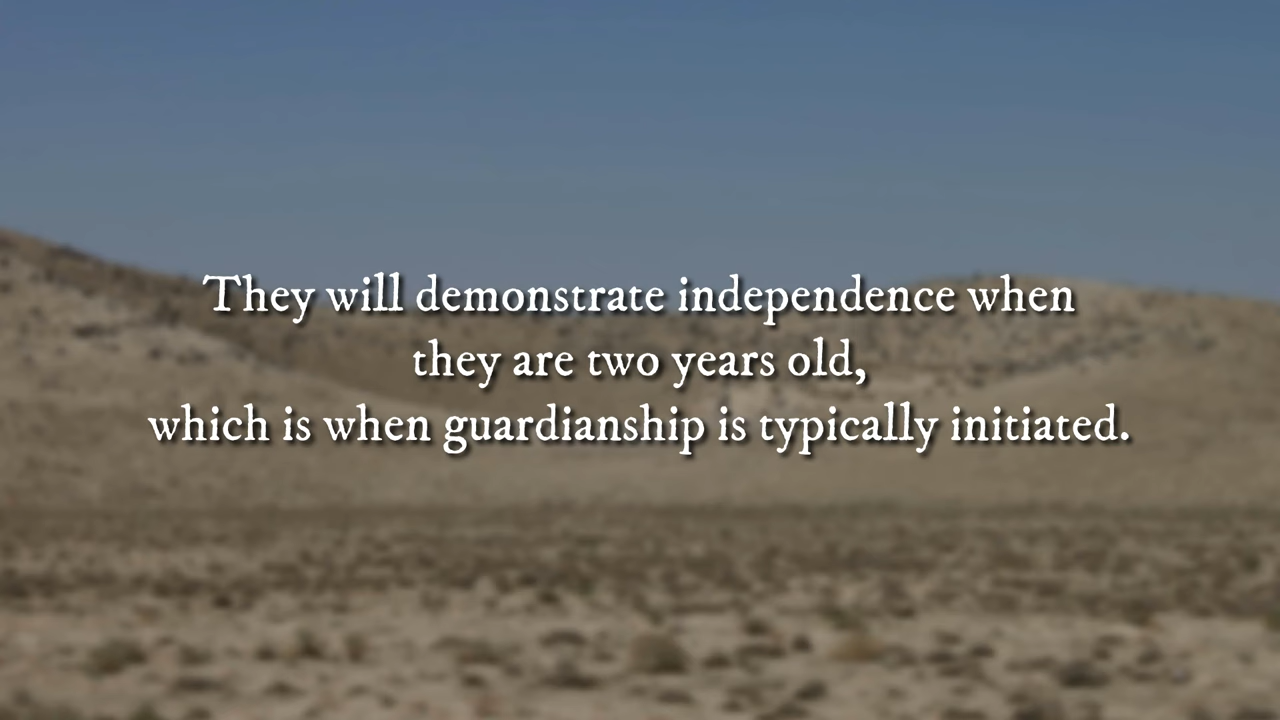 They will demonstrate independence when
they are two years old,
which is when guardianship is typically initiated.